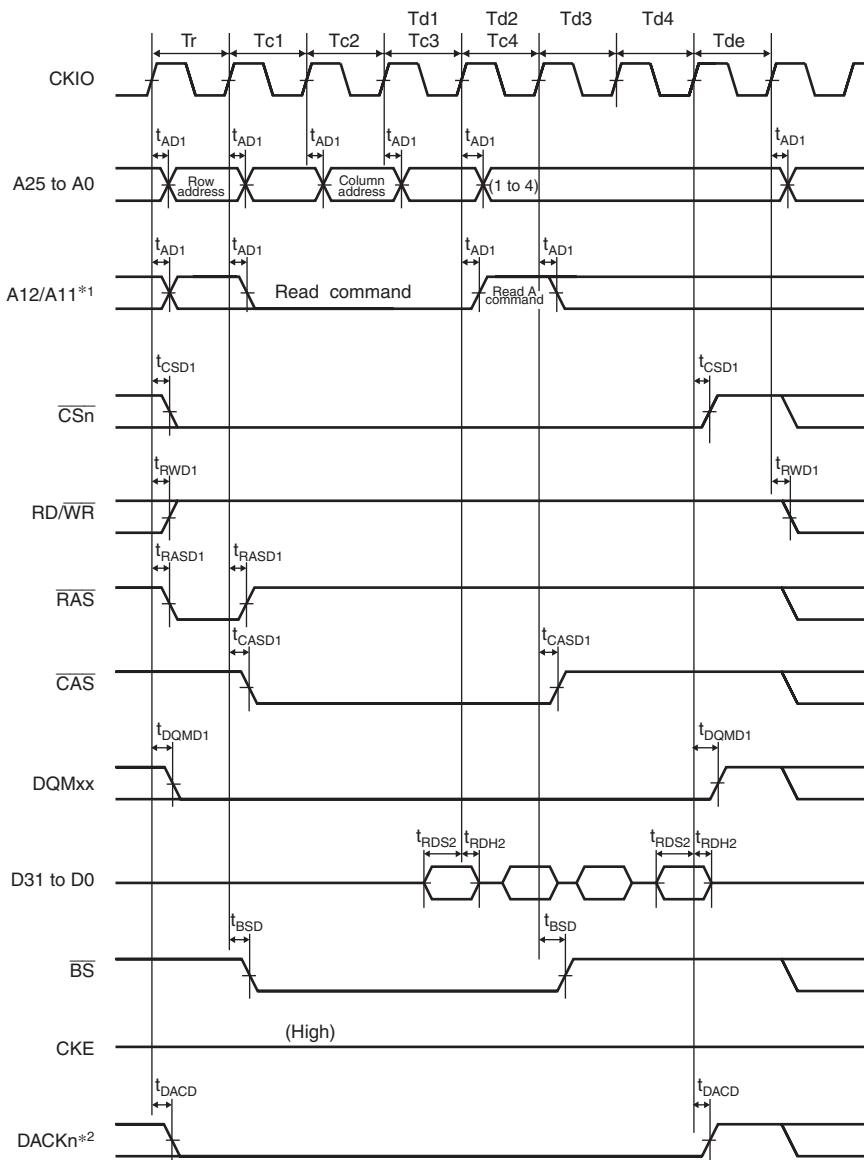 Td1 Td2 Td3 Td4
Tr Tc1 Tc2 Tc3 Tc4 Tde
CKIO
tAD1 tAD1 tAD1 tAD1 tAD1 tAD1
A25 to A0
Row address
Column address
(1 to 4)
tAD1 tAD1 tAD1 tAD1
A12/A11*1
Read command
Read A command
tCSD1 tCSD1
CSn
tRWD1 tRWD1
RD/WR
tRASD1 tRASD1
RAS
tCASD1 tCASD1
CAS
tDQMD1 tDQMD1
DQMxx
tRDS2 tRDH2 tRDS2 tRDH2
D31 to D0
tBSD tBSD
BS
(High)
CKE
tDACD tDACD
DACKn*2